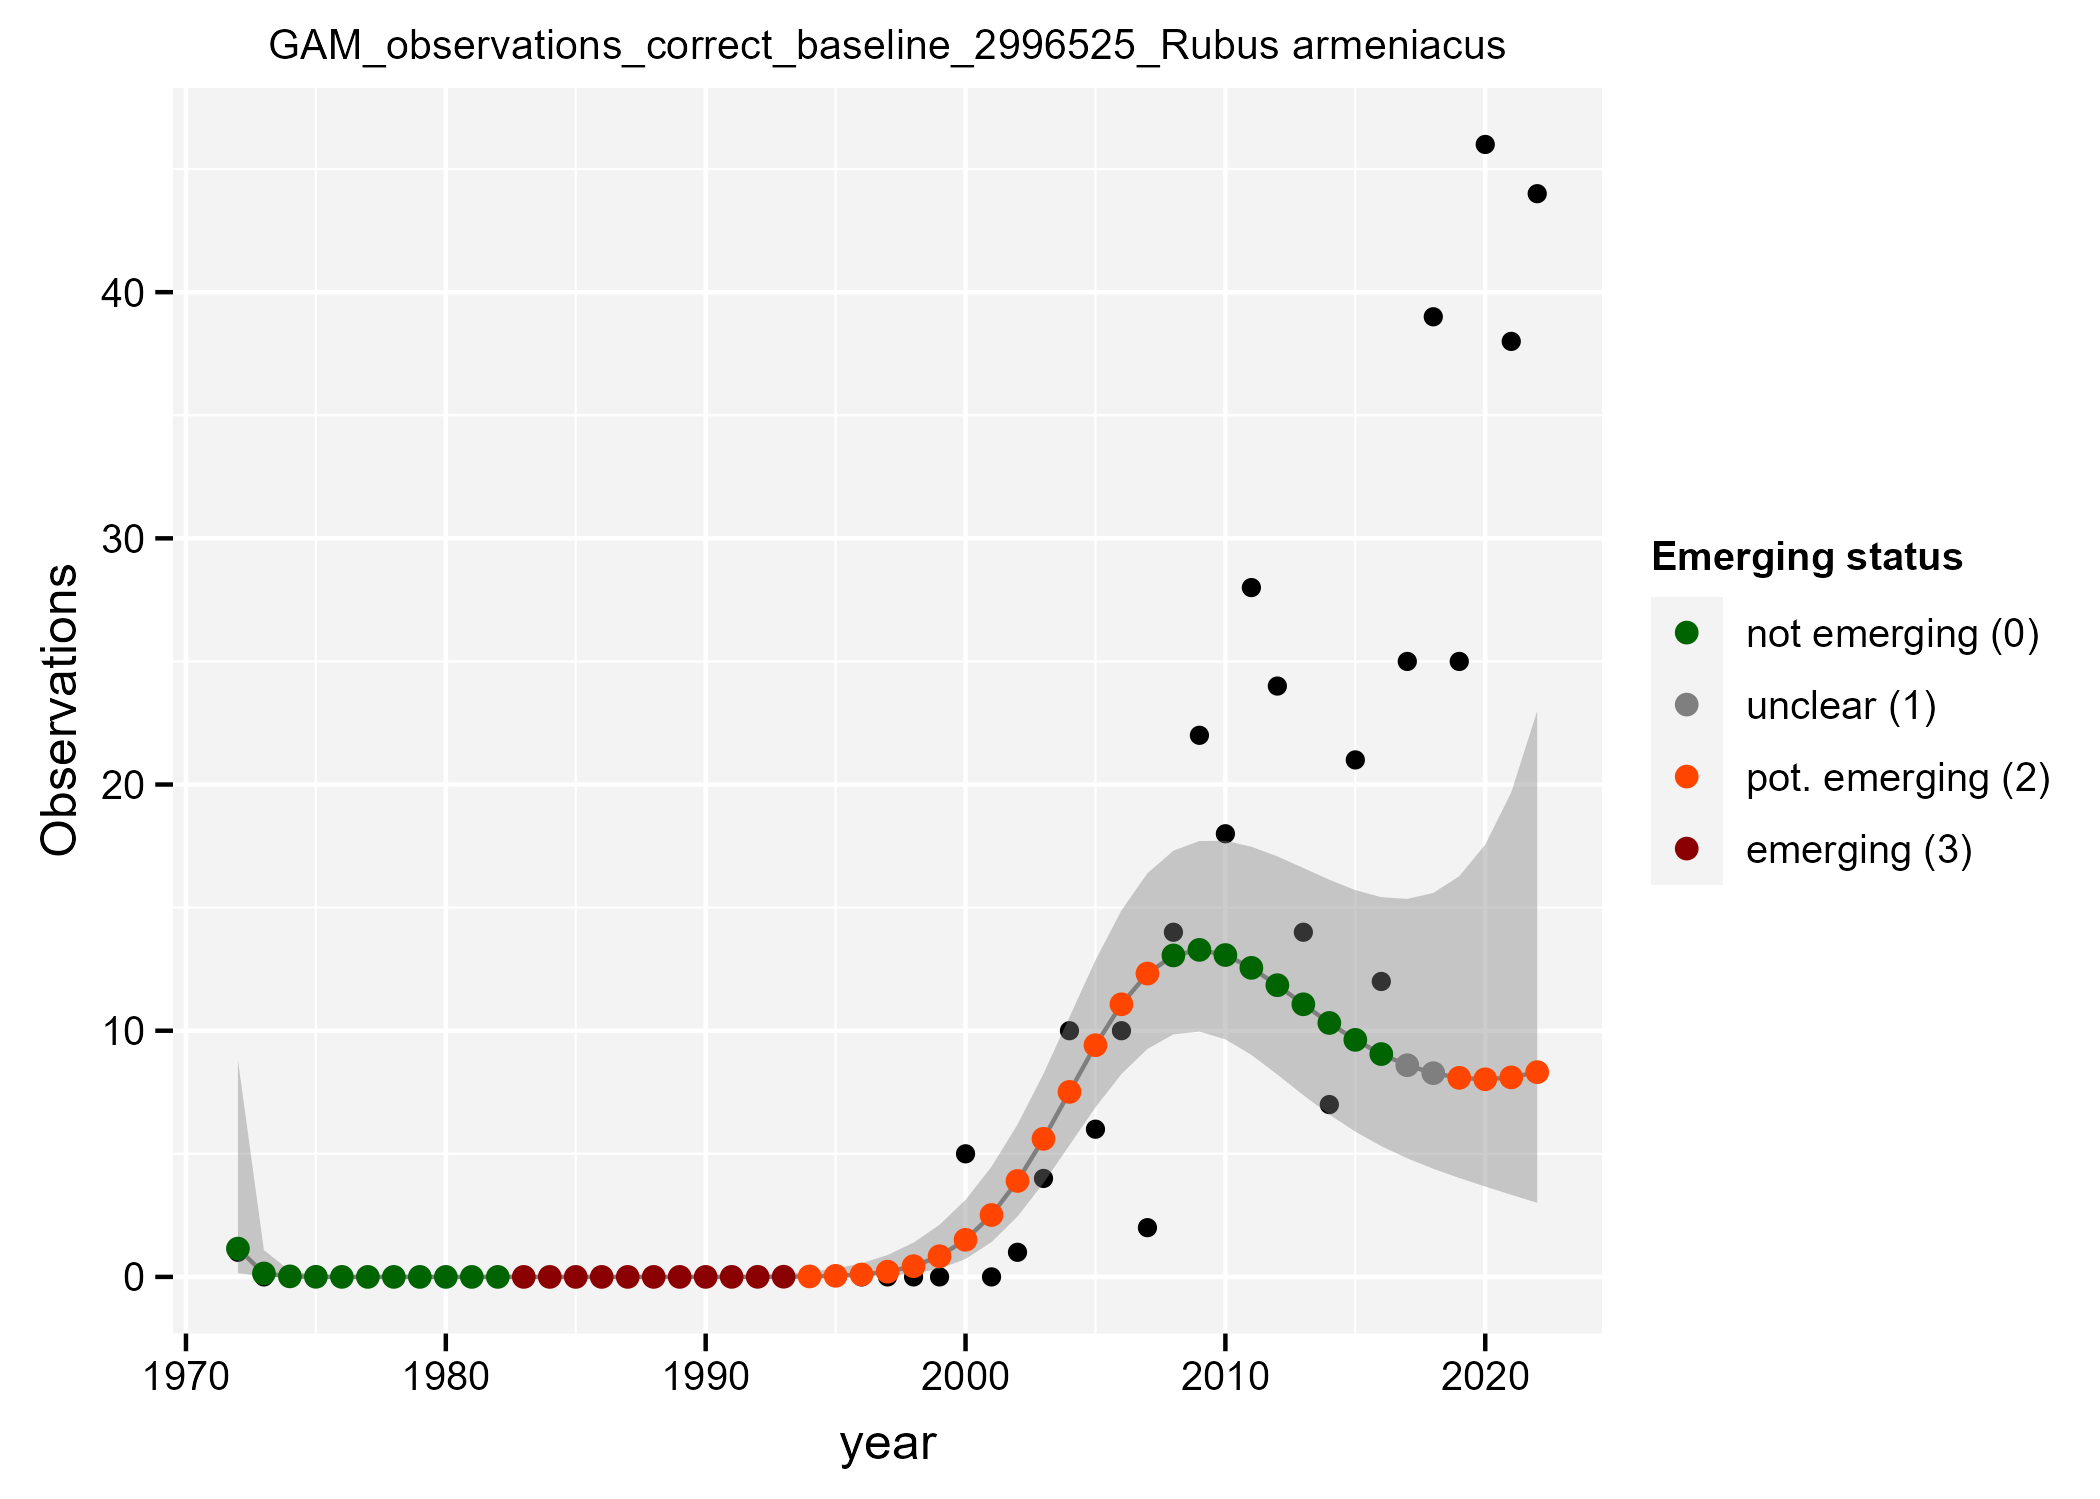 GAM_observations_correct_baseline_2996525_Rubus armeniacus
Observations
40
30
20
10
0
1970 1980 1990 2000 2010 2020
year
Emerging status
not emerging (0)
unclear (1)
pot. emerging (2)
emerging (3)